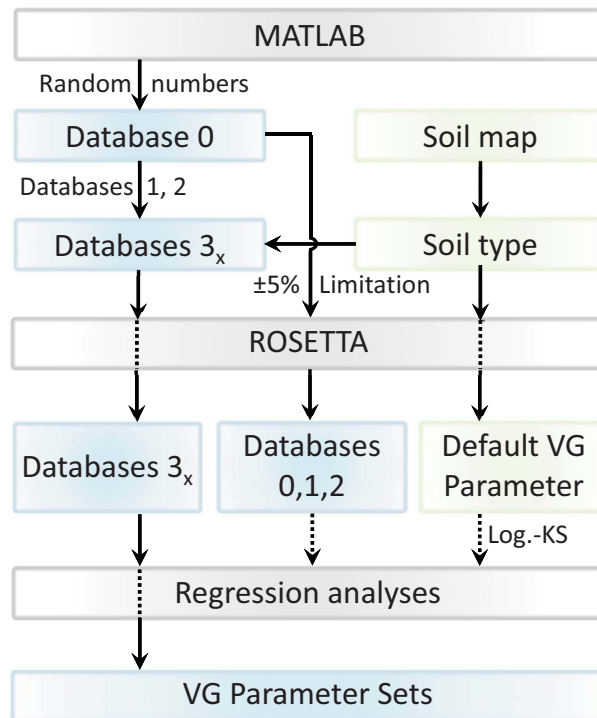 MATLAB
Random numbers
Database 0
Soil map
Databases 1, 2
Databases 3x
Soil type
±5% Limitation
ROSETTA
Databases 3x
Databases
0,1,2
Default VG
Parameter
Log.-KS
Regression analyses
VG Parameter Sets